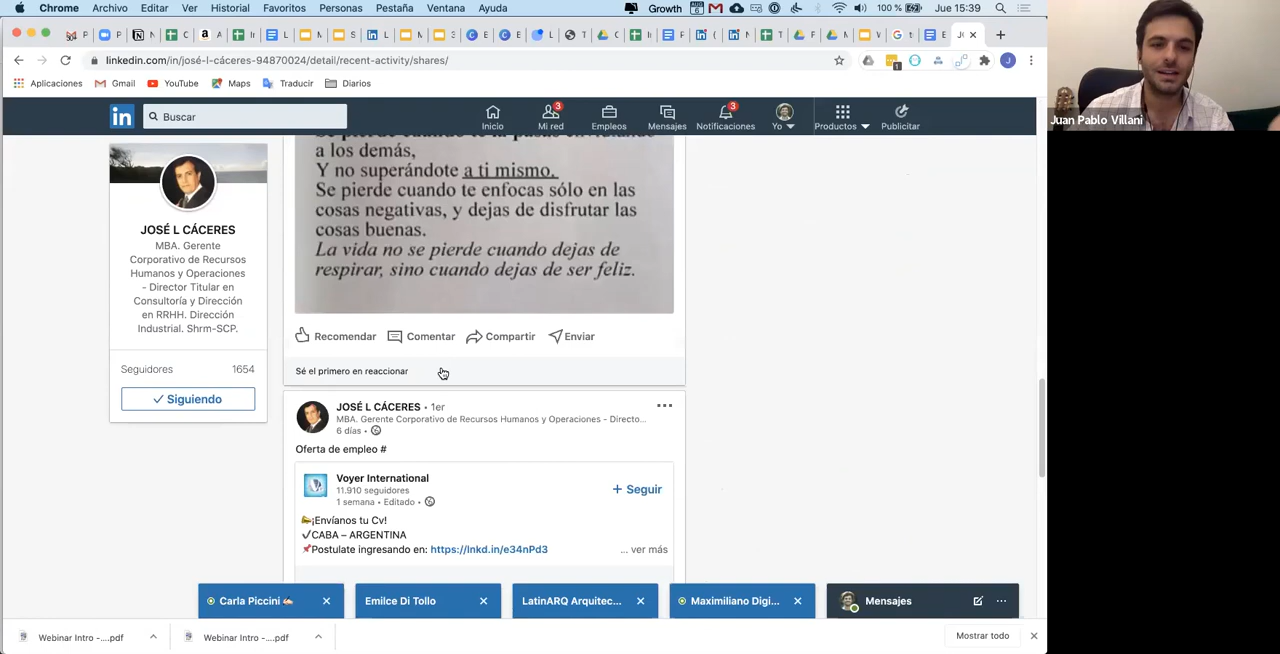 Chrome Archivo Editar Ver Historial Favoritos Personas Pestaña Ventana Ayuda Growth 100 % Jue 15:39
linkedin.com/in/josé-l-cáceres-94870024/detail/recent-activity/shares/
Aplicaciones Gmail YouTube Maps Traducir Diarios
Juan Pablo Villani
in Buscar
Inicio Mi red Empleos Mensajes Notificaciones Yo Productos Publicitar
3 3
a los demás,
Y no superándote a ti mismo.
Se pierde cuando te enfocas sólo en las
cosas negativas, y dejas de disfrutar las
cosas buenas.
La vida no se pierde cuando dejas de
respirar, sino cuando dejas de ser feliz.
JOSÉ L CÁCERES
MBA. Gerente
Corporativo de Recursos
Humanos y Operaciones
- Director Titular en
Consultoría y Dirección
en RRHH. Dirección
Industrial. Shrm-SCP.
Seguidores 1654
Siguiendo
Recomendar Comentar Compartir Enviar
Sé el primero en reaccionar
JOSÉ L CÁCERES • 1er
MBA. Gerente Corporativo de Recursos Humanos y Operaciones - Directo...
6 días •
Oferta de empleo #
Voyer International
11.910 seguidores
1 semana • Editado •
+ Seguir
¡Envíanos tu Cv!
CABA – ARGENTINA
Postulate ingresando en: https://lnkd.in/e34nPd3 ... ver más
Carla Piccini Emilce Di Tollo LatinARQ Arquitec... Maximiliano Digi... Mensajes
Webinar Intro -....pdf Webinar Intro -....pdf Mostrar todo